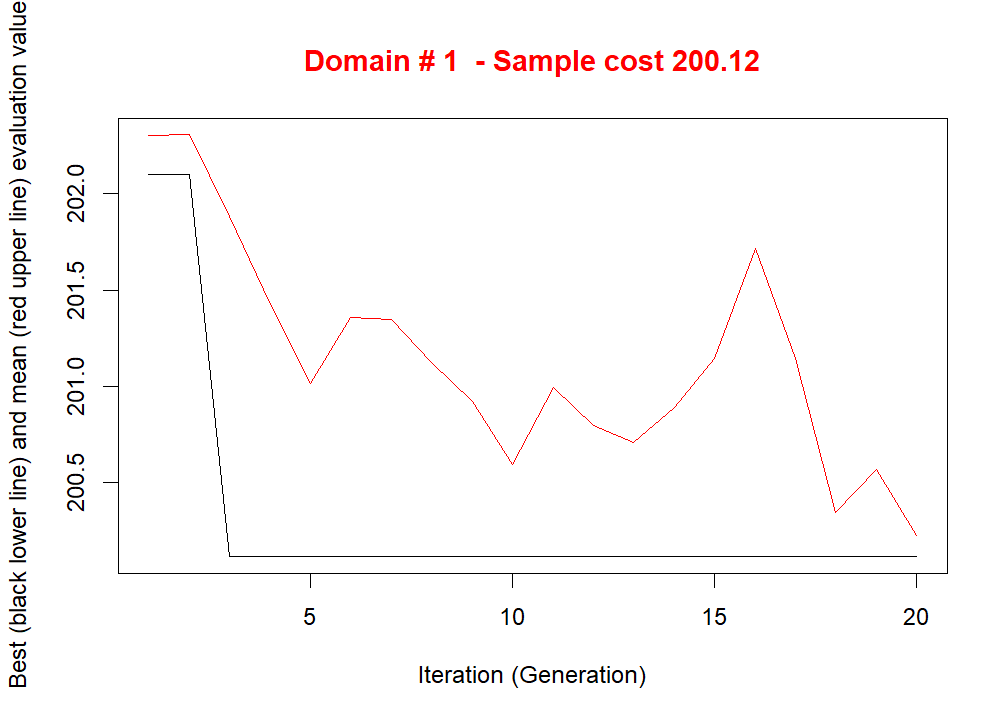 Domain # 1  - Sample cost 200.12
Best (black lower line) and mean (red upper line) evaluation value
202.0
201.5
201.0
200.5
5 10 15 20
Iteration (Generation)